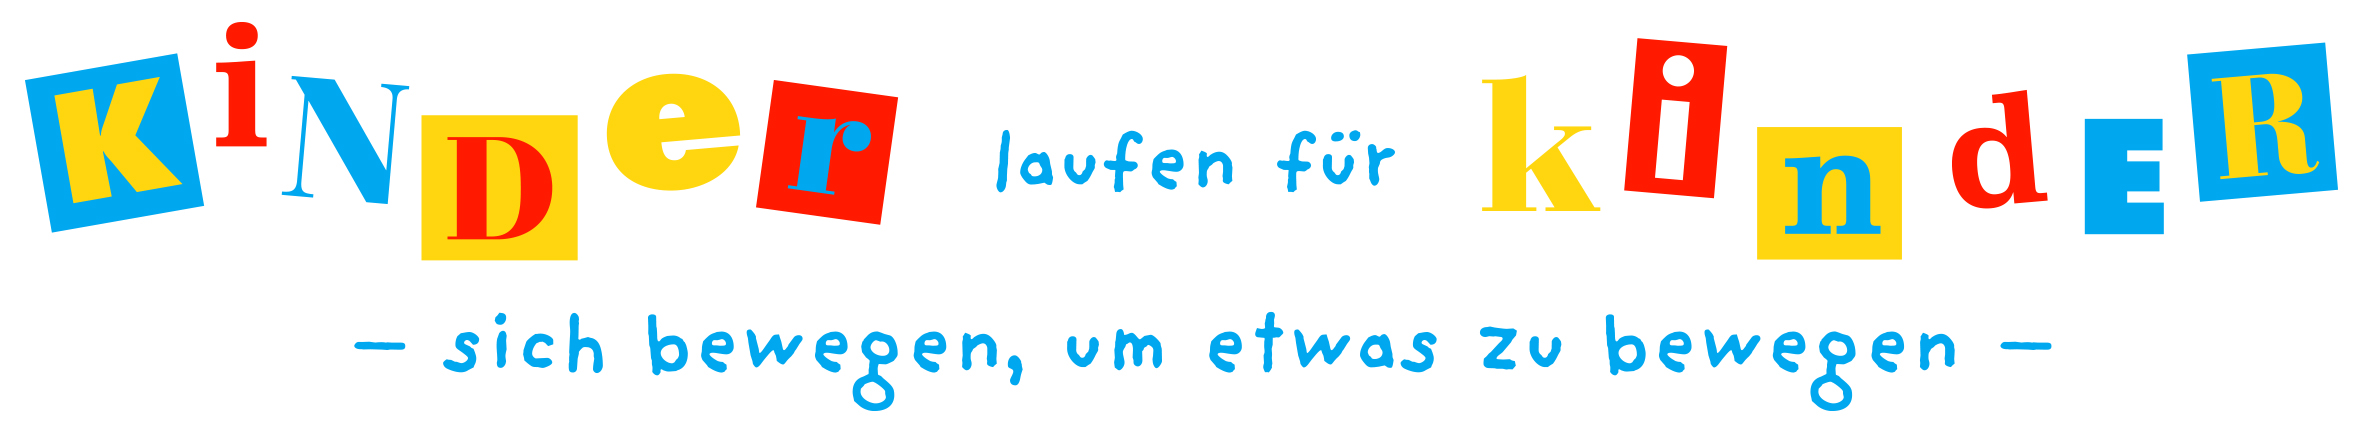 KiNDer laufen für kindER
– sich bewegen, um etwas zu bewegen –